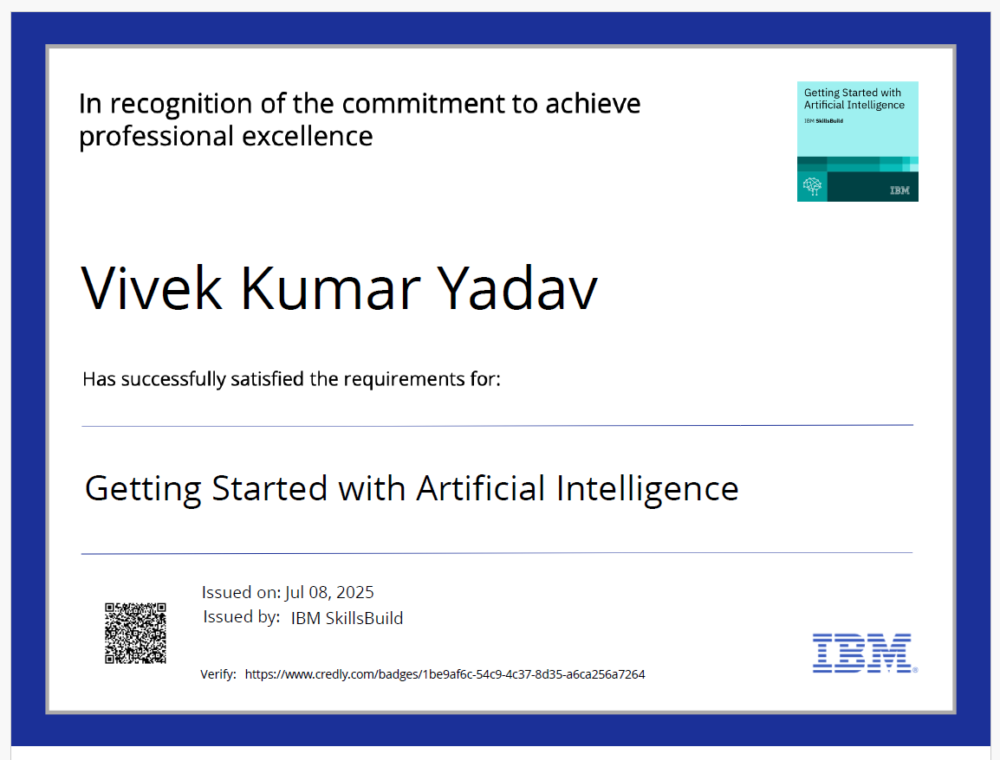 In recognition of the commitment to achieve
professional excellence
Getting Started with
Artificial Intelligence
IBM SkillsBuild
IBM
Vivek Kumar Yadav
Has successfully satisfied the requirements for:
Getting Started with Artificial Intelligence
Issued on: Jul 08, 2025
Issued by: IBM SkillsBuild
IBM®
Verify: https://www.credly.com/badges/1be9af6c-54c9-4c37-8d35-a6ca256a7264